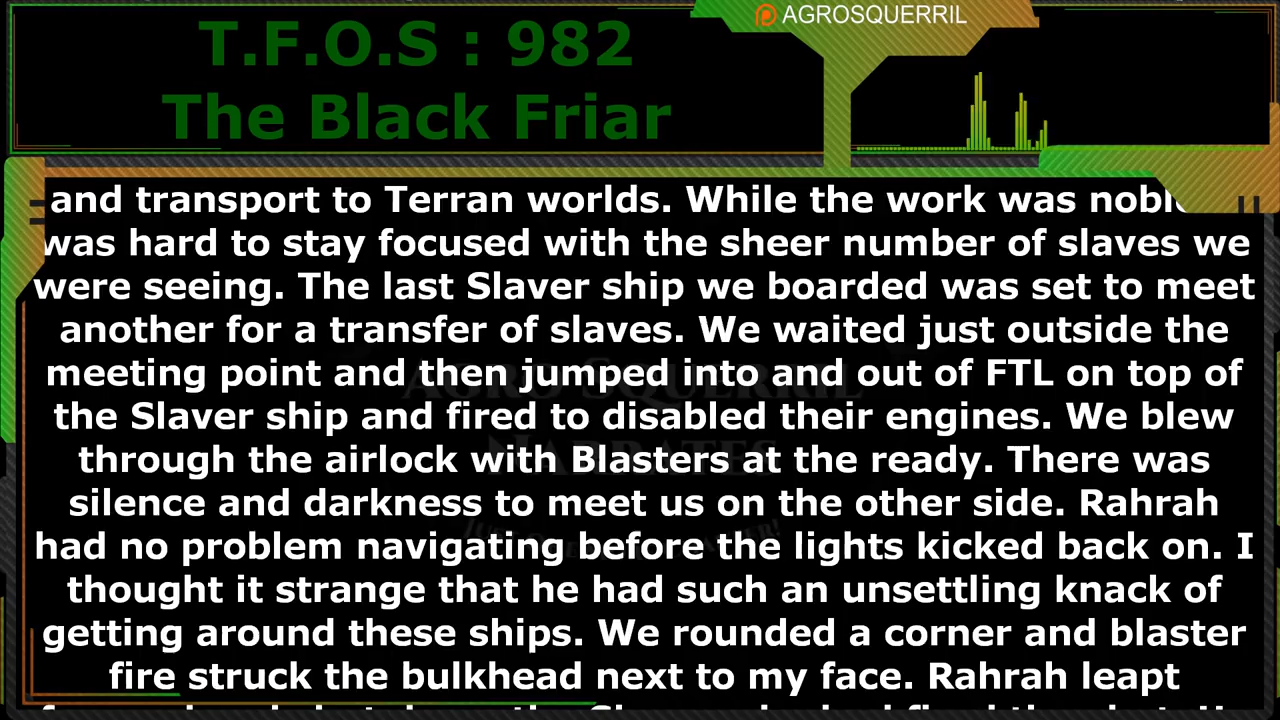 AGROSQUERRIL
T.F.O.S : 982
The Black Friar
and transport to Terran worlds. While the work was
was hard to stay focused with the sheer number of slaves we
were seeing. The last Slaver ship we boarded was set to meet
another for a transfer of slaves. We waited just outside the
meeting point and then jumped into and out of FTL on top of
the Slaver ship and fired to disabled their engines. We blew
through the airlock with Blasters at the ready. There was
silence and darkness to meet us on the other side. Rahrah
had no problem navigating before the lights kicked back on. I
thought it strange that he had such an unsettling knack of
getting around these ships. We rounded a corner and blaster
fire struck the bulkhead next to my face. Rahrah leapt